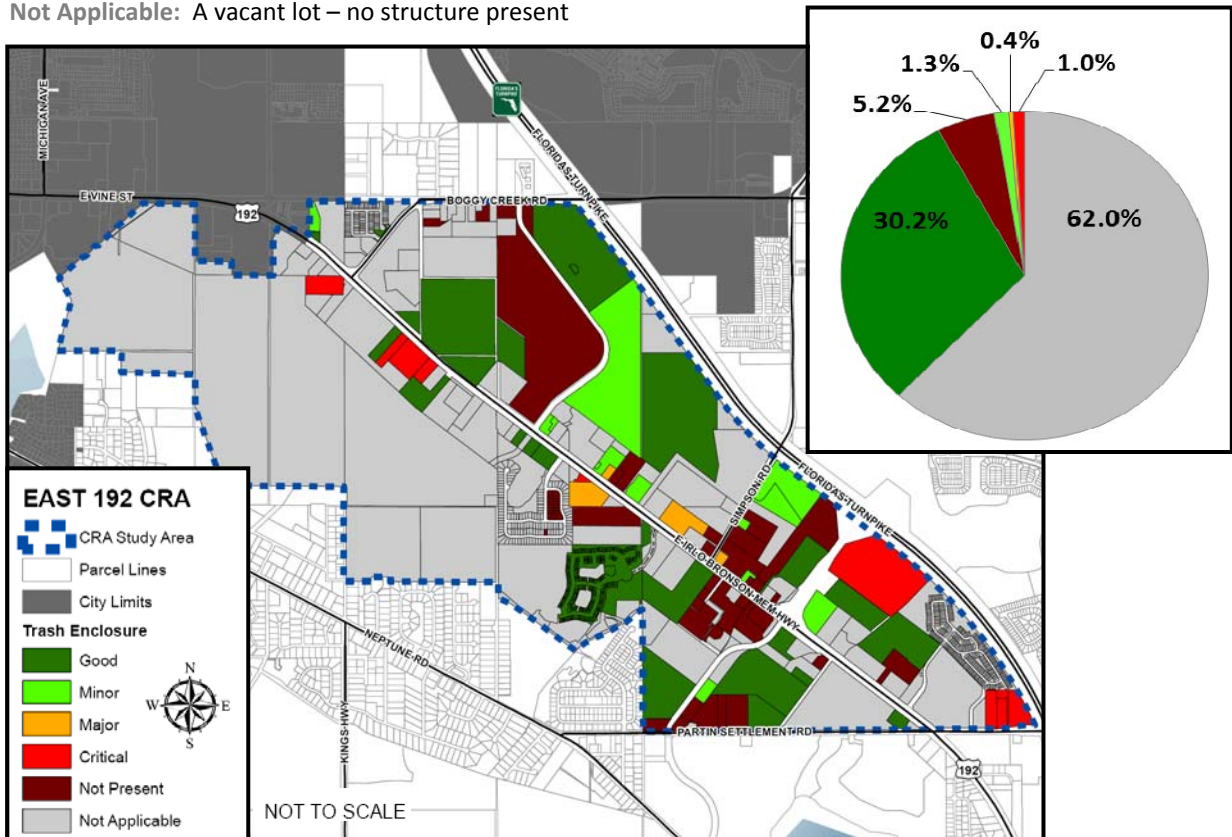 Not Applicable: A vacant lot – no structure present
0.4%
1.3%
1.0%
5.2%
30.2%
62.0%
MICHIGAN AVE
FLORIDA'S TURNPIKE
FLORIDAS-TURNPIKE
E VINE ST
192
BOGGY CREEK RD
SIMPSON-RD
FLORIDAS-TURNPIKE
E-IRLO-BRONSON-MEM-HWY
NEPTUNE-RD
KINGS-HWY
PARTIN SETTLEMENT RD
192
EAST 192 CRA
CRA Study Area
Parcel Lines
City Limits
Trash Enclosure
Good
Minor
Major
Critical
Not Present
Not Applicable
N
W
E
S
NOT TO SCALE